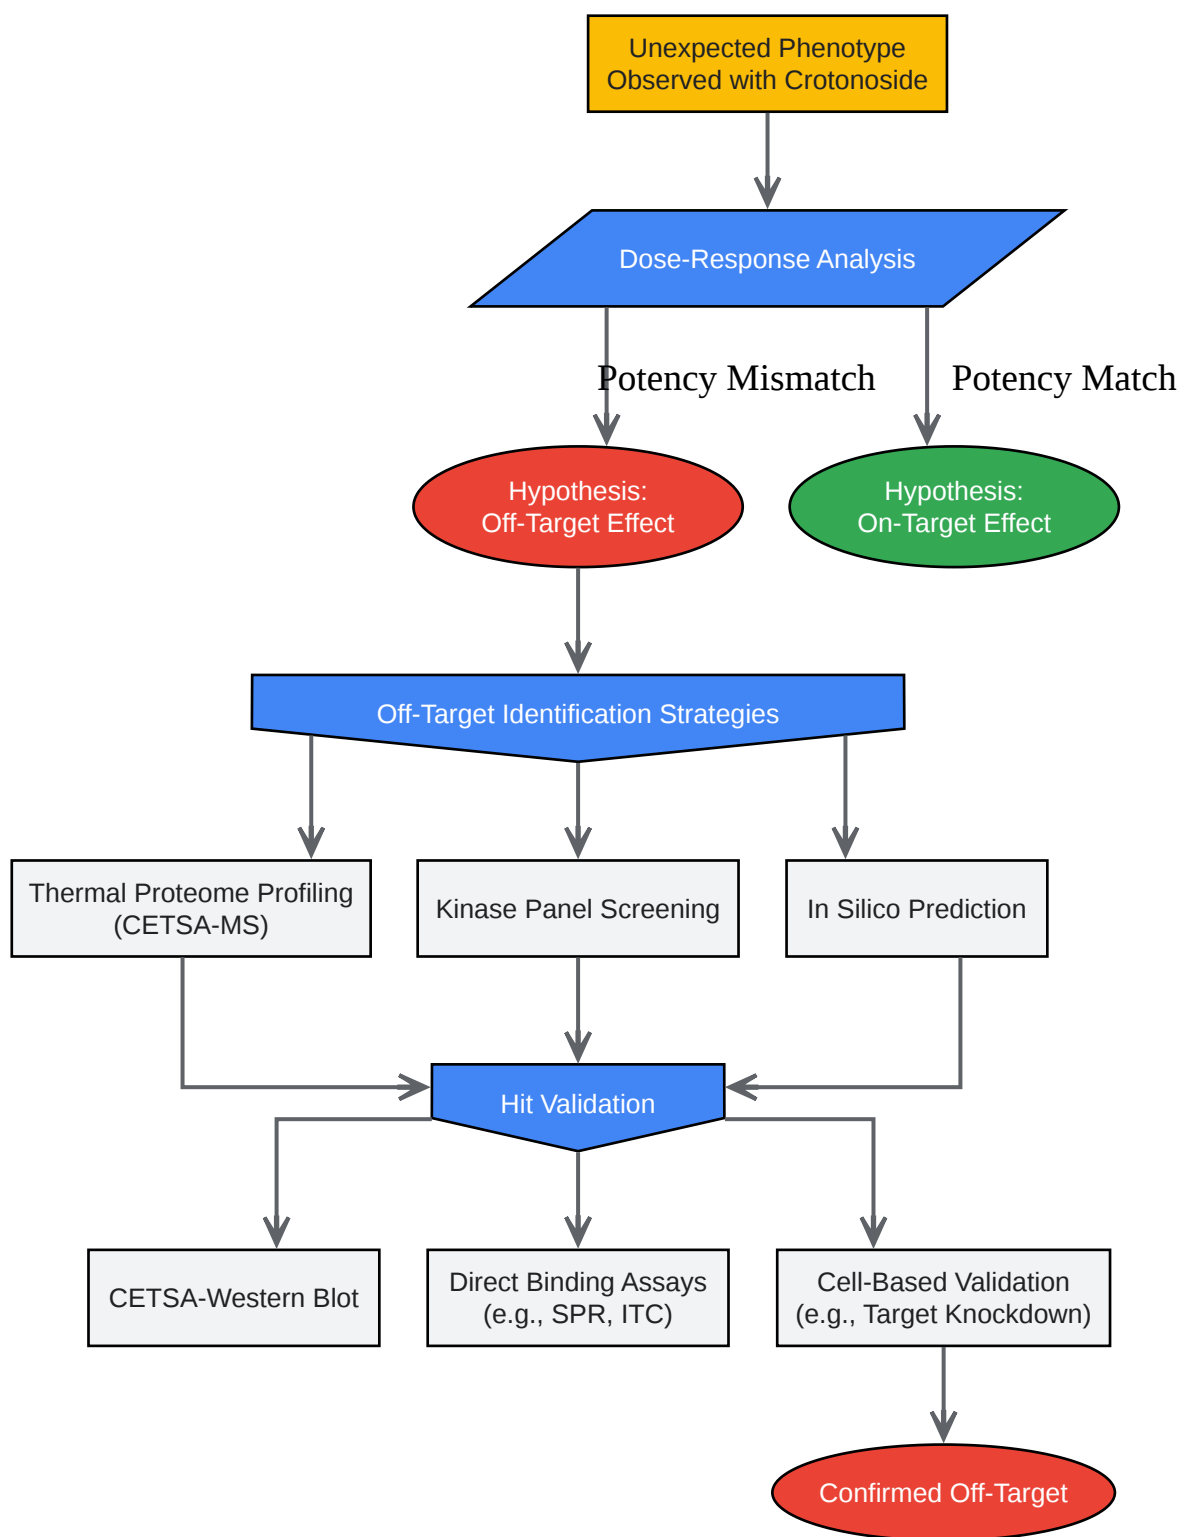 Unexpected Phenotype
Observed with Crotonoside
Dose-Response Analysis
Potency Mismatch
Potency Match
Hypothesis:
Off-Target Effect
Hypothesis:
On-Target Effect
Off-Target Identification Strategies
Thermal Proteome Profiling
(CETSA-MS)
Kinase Panel Screening
In Silico Prediction
Hit Validation
CETSA-Western Blot
Direct Binding Assays
(e.g., SPR, ITC)
Cell-Based Validation
(e.g., Target Knockdown)
Confirmed Off-Target